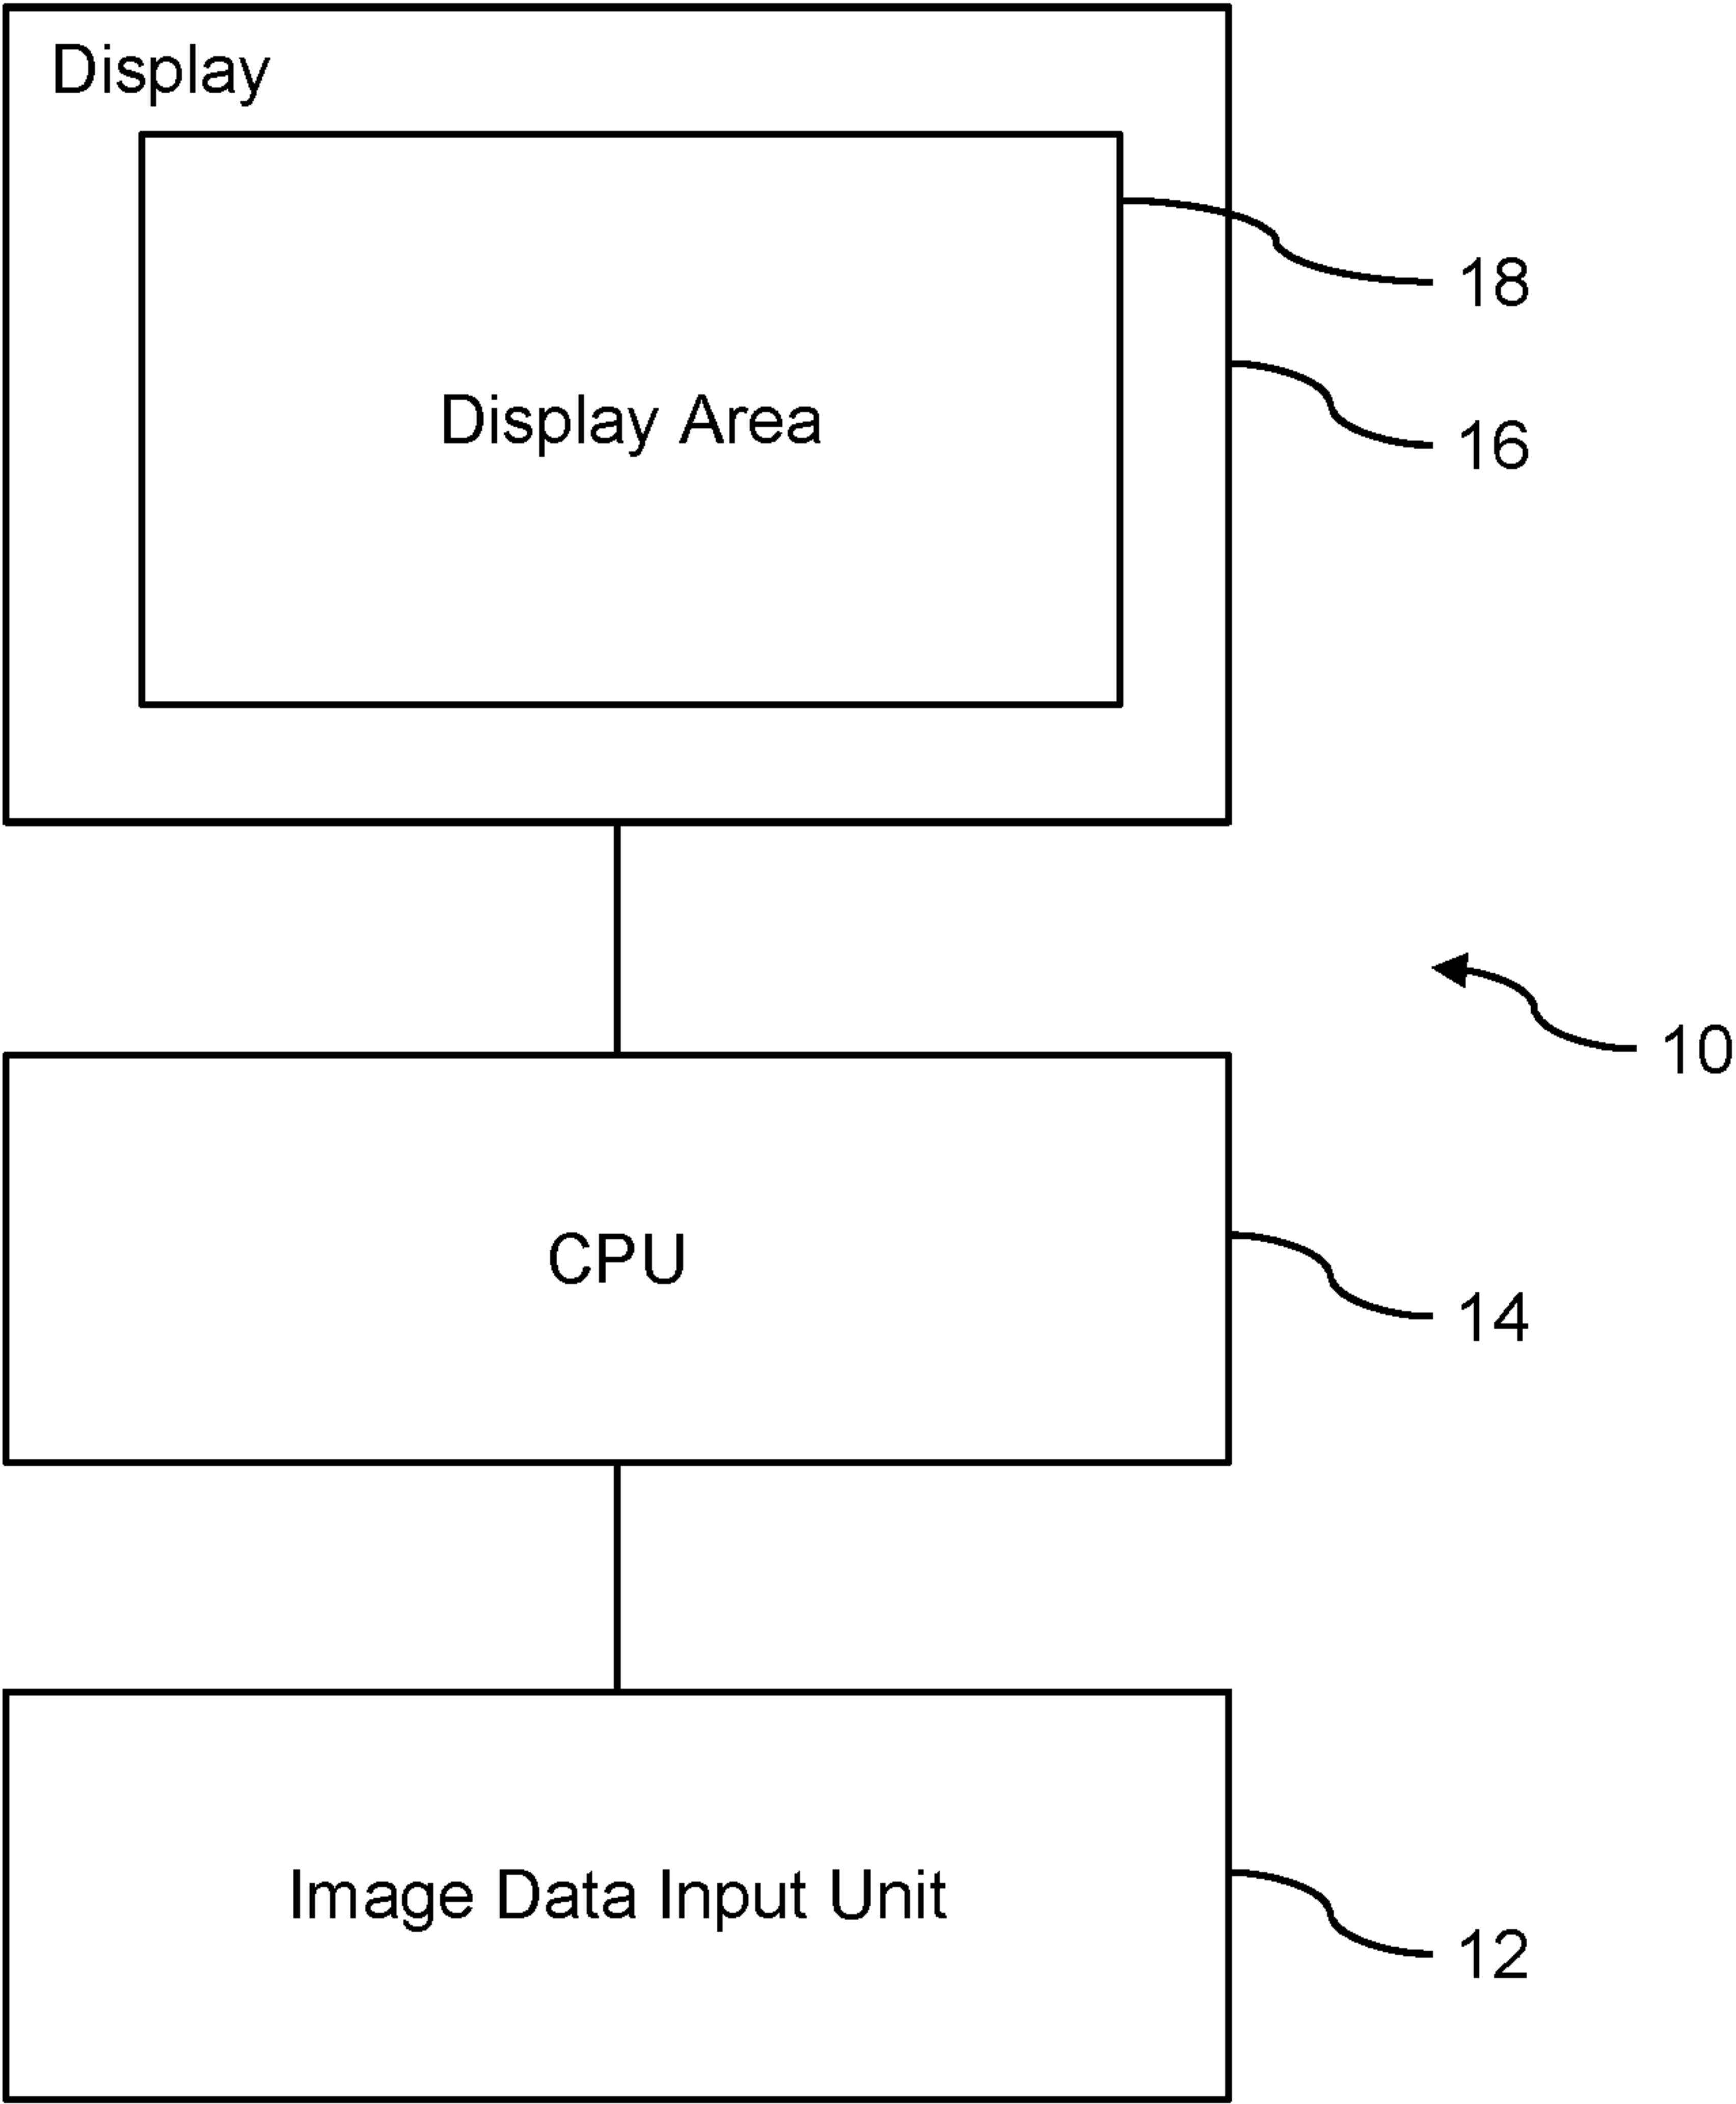 Display
18
Display Area
16
10
CPU
14
Image Data Input Unit
12